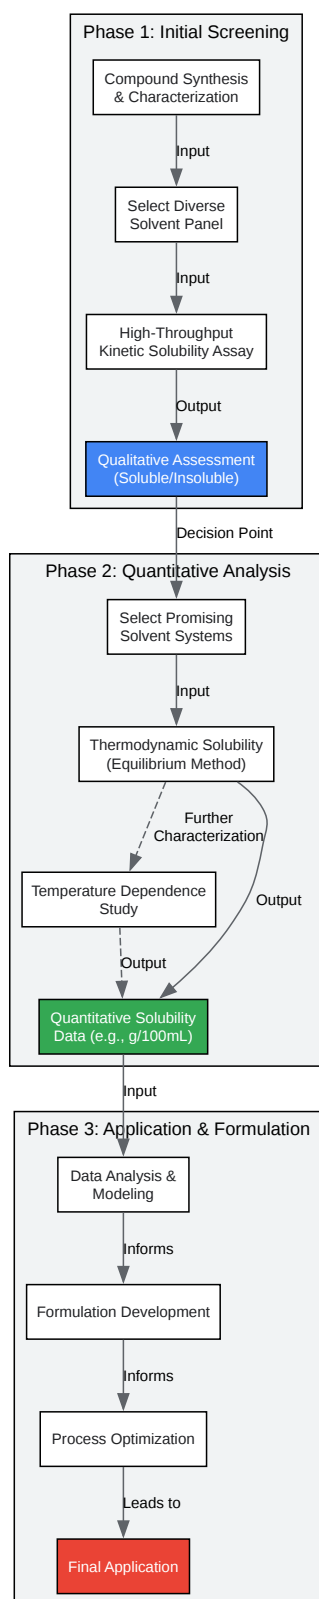 Phase 1: Initial Screening
Compound Synthesis
& Characterization
Input
Select Diverse
Solvent Panel
Input
High-Throughput
Kinetic Solubility Assay
Output
Qualitative Assessment
(Soluble/Insoluble)
Decision Point
Phase 2: Quantitative Analysis
Select Promising
Solvent Systems
Input
Thermodynamic Solubility
(Equilibrium Method)
Further
Characterization
Temperature Dependence
Study
Output
Output
Quantitative Solubility
Data (e.g., g/100mL)
Input
Phase 3: Application & Formulation
Data Analysis &
Modeling
Informs
Formulation Development
Informs
Process Optimization
Leads to
Final Application